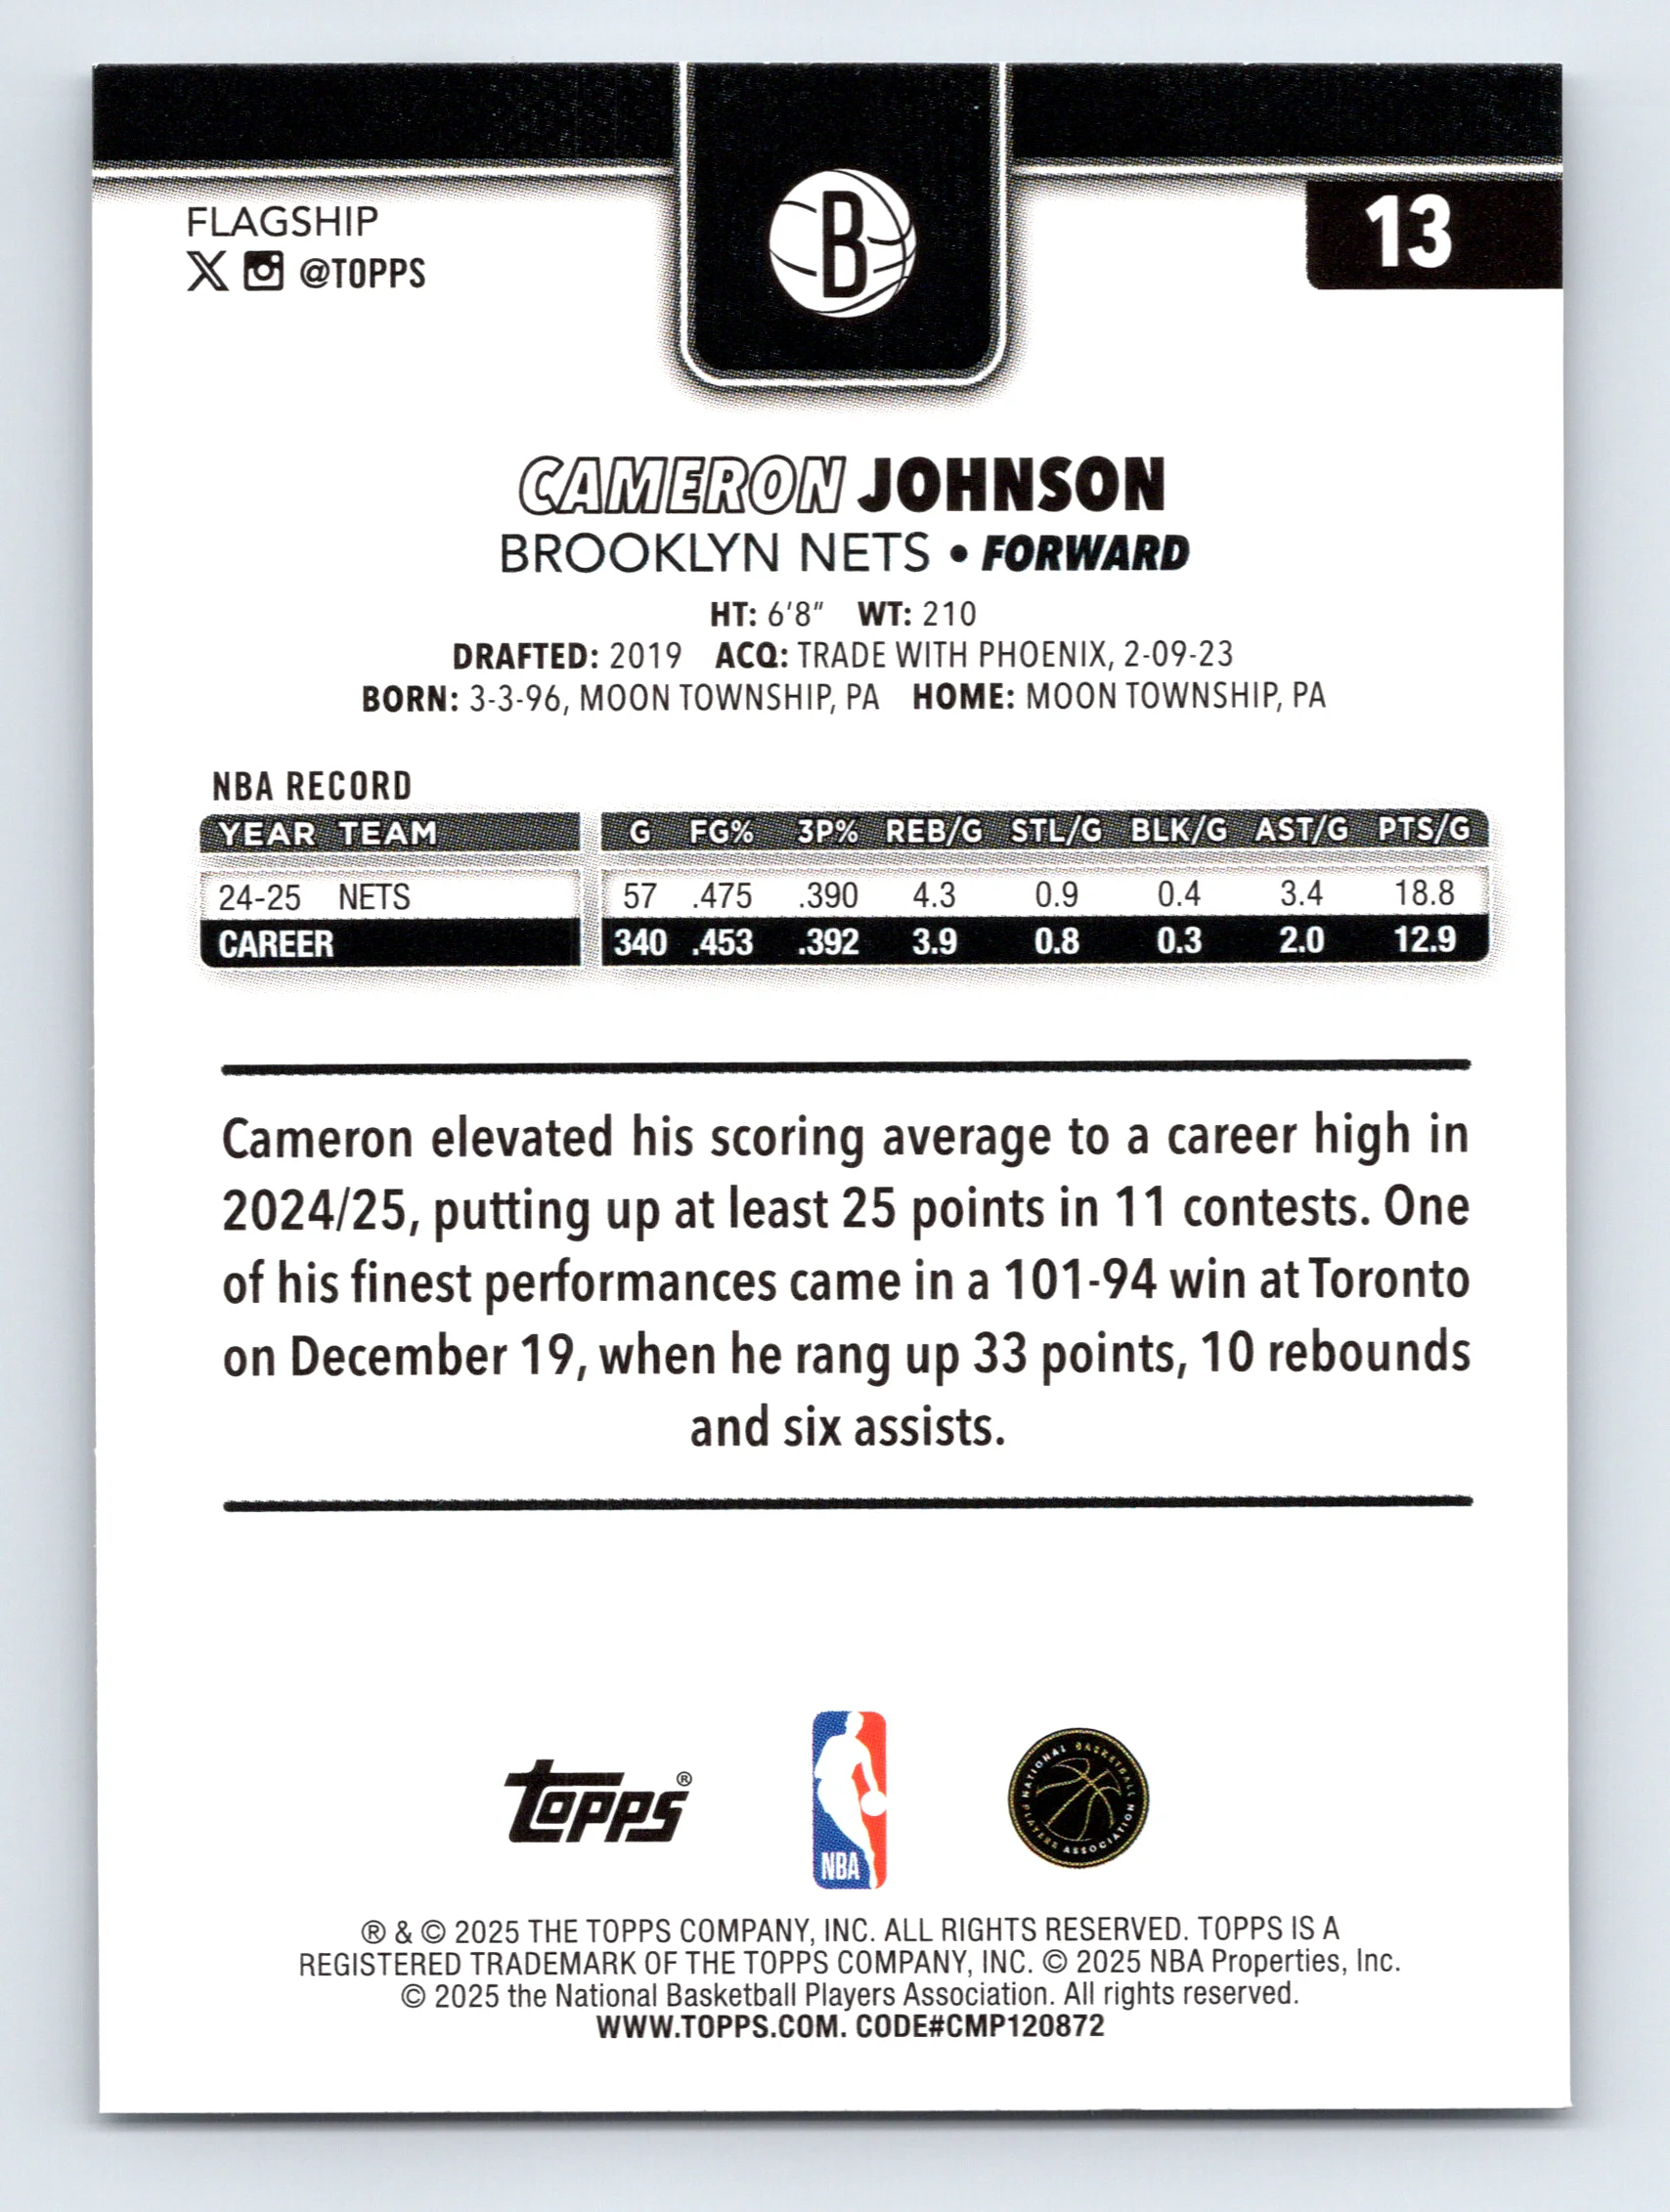 FLAGSHIP
X @TOPPS
B
13
CAMERON JOHNSON
BROOKLYN NETS • FORWARD
HT: 6'8" WT: 210
DRAFTED: 2019 ACQ: TRADE WITH PHOENIX, 2-09-23
BORN: 3-3-96, MOON TOWNSHIP, PA HOME: MOON TOWNSHIP, PA
NBA RECORD
YEAR TEAM G FG% 3P% REB/G STL/G BLK/G AST/G PTS/G
24-25 NETS 57 .475 .390 4.3 0.9 0.4 3.4 18.8
CAREER 340 .453 .392 3.9 0.8 0.3 2.0 12.9
Cameron elevated his scoring average to a career high in
2024/25, putting up at least 25 points in 11 contests. One
of his finest performances came in a 101-94 win at Toronto
on December 19, when he rang up 33 points, 10 rebounds
and six assists.
Topps®
NBA
NATIONAL BASKETBALL PLAYERS ASSOCIATION
® & © 2025 THE TOPPS COMPANY, INC. ALL RIGHTS RESERVED. TOPPS IS A
REGISTERED TRADEMARK OF THE TOPPS COMPANY, INC. © 2025 NBA Properties, Inc.
© 2025 the National Basketball Players Association. All rights reserved.
WWW.TOPPS.COM. CODE#CMP120872